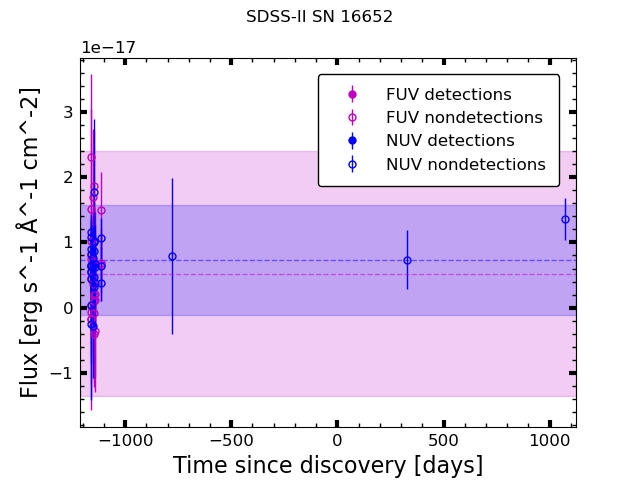 SDSS-II SN 16652
1e−17
FUV detections
FUV nondetections
NUV detections
NUV nondetections
3
2
1
0
−1
Flux [erg s^-1 Å^-1 cm^-2]
−1000
−500
0
500
1000
Time since discovery [days]